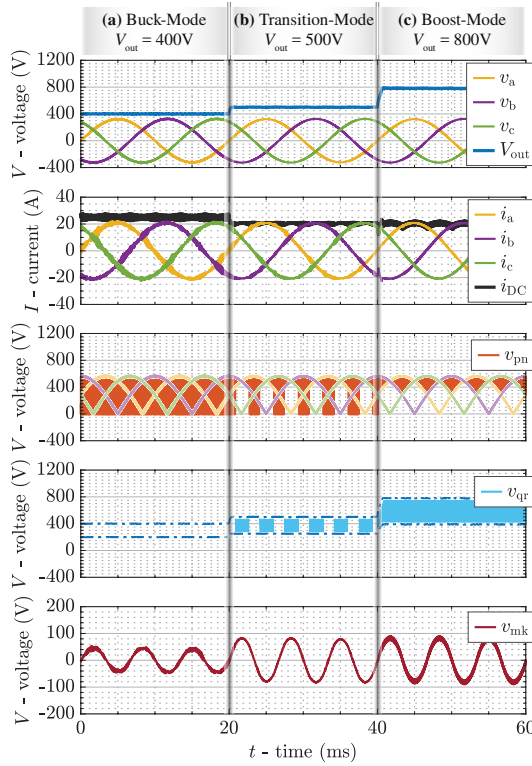 (a) Buck-Mode
V_out = 400V
(b) Transition-Mode
V_out = 500V
(c) Boost-Mode
V_out = 800V
V - voltage (V)
1200
800
400
0
-400
v_a
v_b
v_c
V_out
I - current (A)
40
20
0
-20
-40
i_a
i_b
i_c
i_DC
V - voltage (V)
1200
800
400
0
-400
v_pn
V - voltage (V)
1200
800
400
0
-400
v_qr
V - voltage (V)
200
100
0
-100
-200
v_mk
0 10 20 30 40 50 60
t - time (ms)